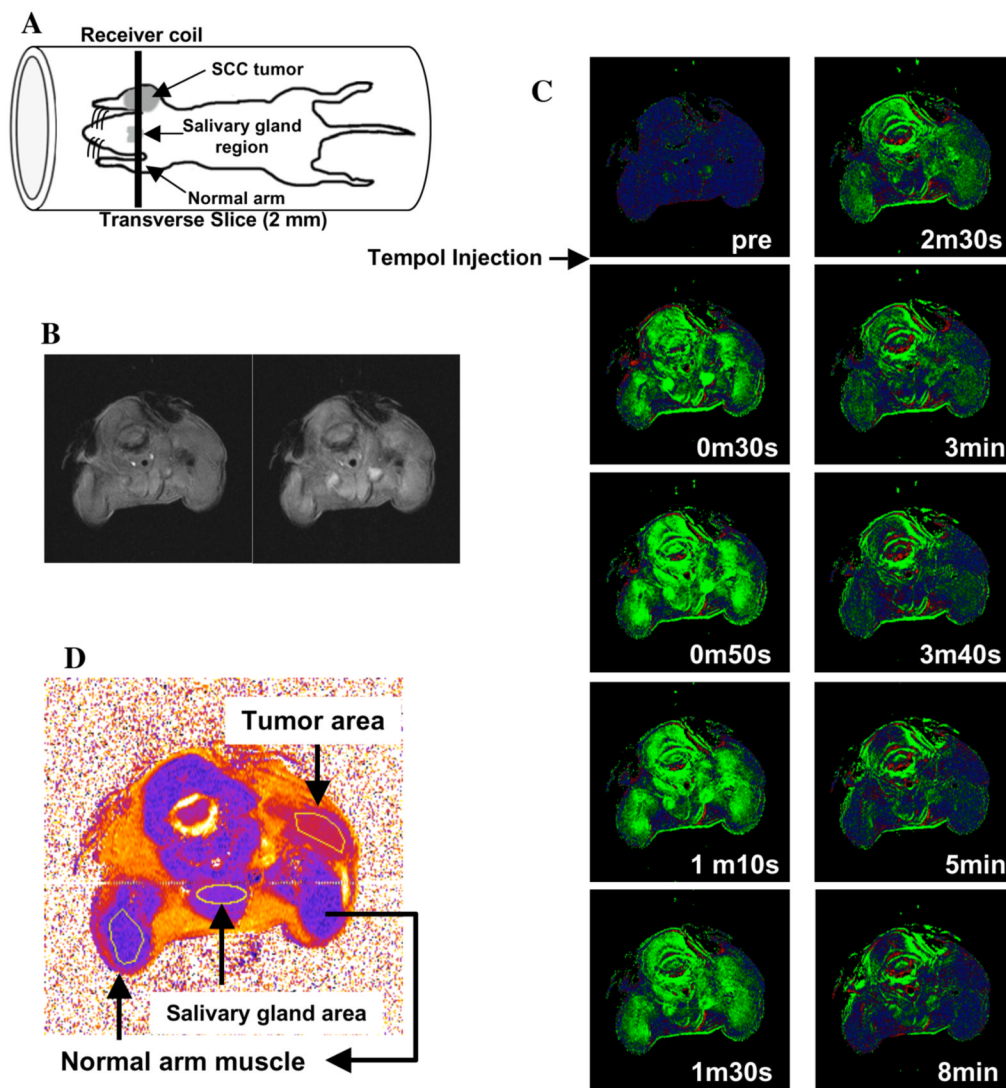 A
Receiver coil
SCC tumor
Salivary gland
region
Normal arm
Transverse Slice (2 mm)
B
C
pre
2m30s
Tempol Injection
0m30s
3min
0m50s
3m40s
1 m10s
5min
1m30s
8min
D
Tumor area
Salivary gland area
Normal arm muscle